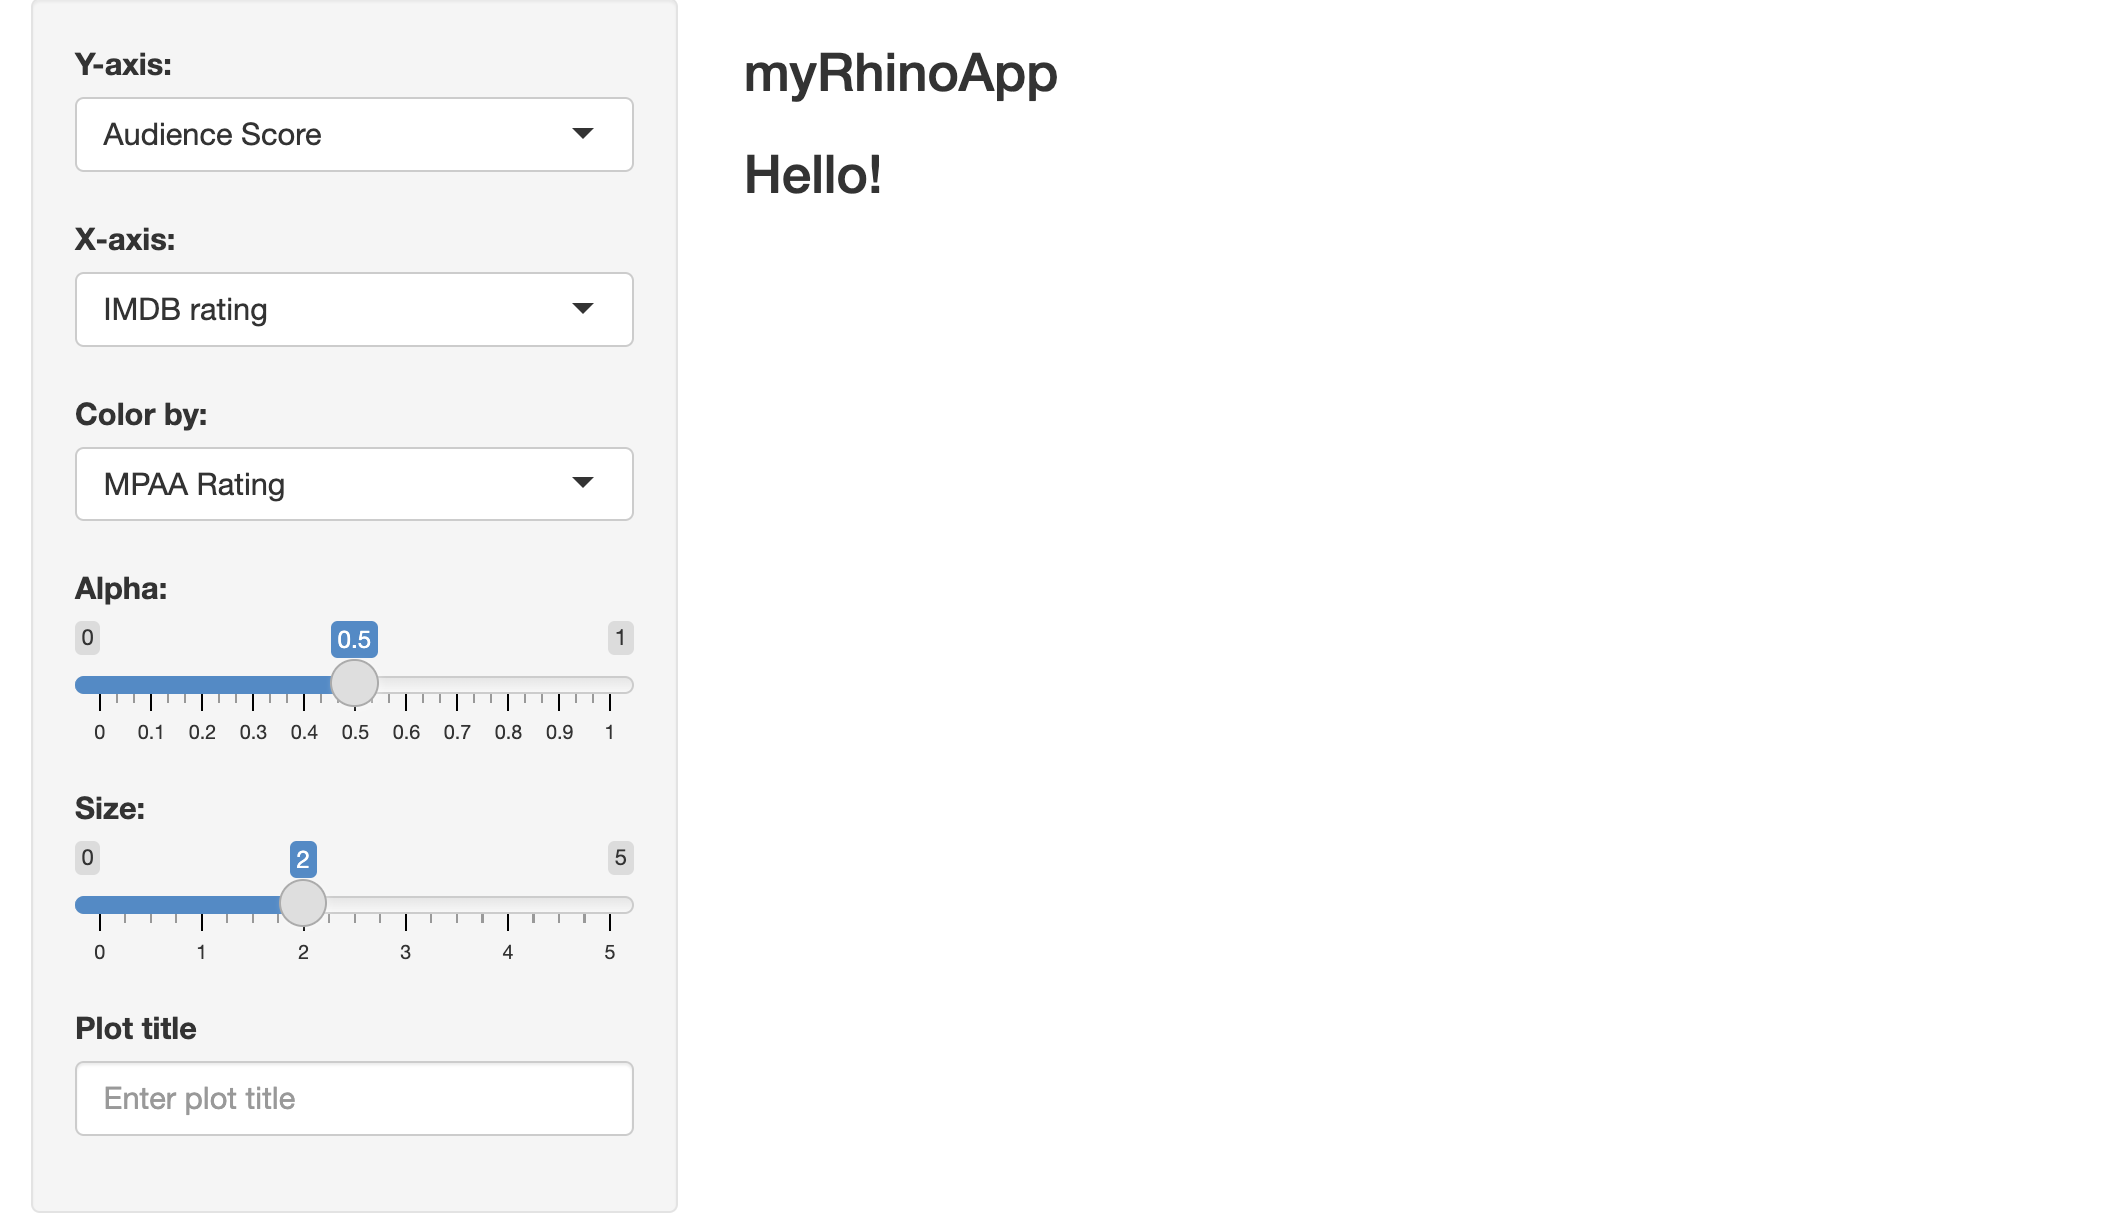 Y-axis:
Audience Score
X-axis:
IMDB rating
Color by:
MPAA Rating
Alpha:
0 0.5 1
0 0.1 0.2 0.3 0.4 0.5 0.6 0.7 0.8 0.9 1
Size:
0 2 5
0 1 2 3 4 5
Plot title
Enter plot title
myRhinoApp
Hello!